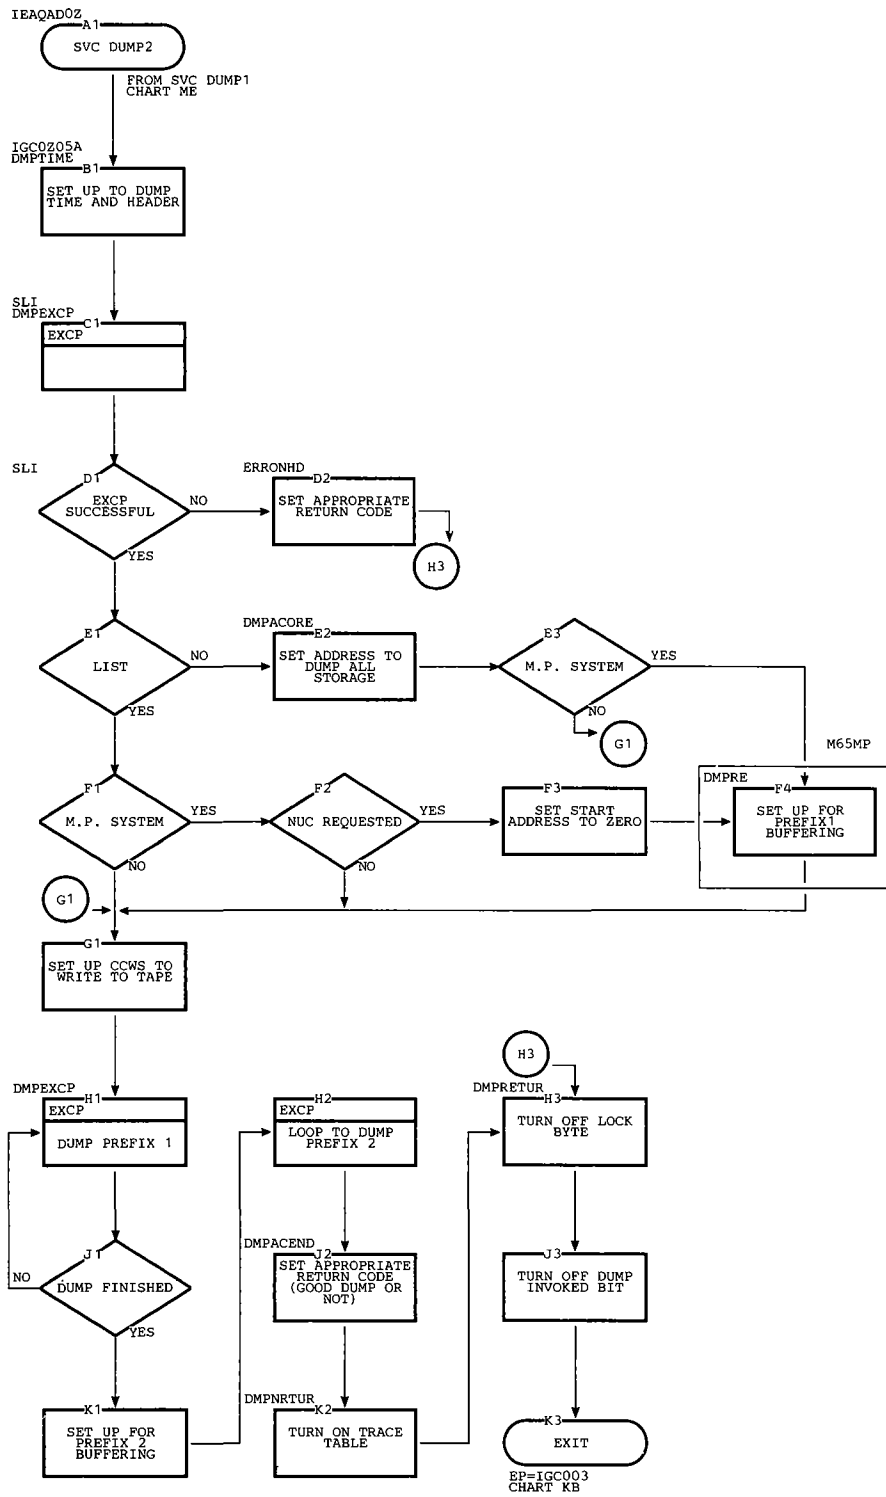 IEAQAD0Z
A1
SVC DUMP2
FROM SVC DUMP1
CHART ME
IGC0Z05A
DMPTIME
B1
SET UP TO DUMP
TIME AND HEADER
SLI
DMPEXCP
C1
EXCP
SLI
D1
EXCP
SUCCESSFUL
NO
YES
ERRONHD
D2
SET APPROPRIATE
RETURN CODE
H3
E1
LIST
NO
YES
DMPACORE
E2
SET ADDRESS TO
DUMP ALL
STORAGE
E3
M.P. SYSTEM
YES
NO
G1
M65MP
F1
M.P. SYSTEM
YES
NO
F2
NUC REQUESTED
YES
NO
F3
SET START
ADDRESS TO ZERO
DMPRE
F4
SET UP FOR
PREFIX1
BUFFERING
G1
G1
SET UP CCWS TO
WRITE TO TAPE
DMPEXCP
H1
EXCP
DUMP PREFIX 1
H2
EXCP
LOOP TO DUMP
PREFIX 2
H3
DMPRETUR
H3
TURN OFF LOCK
BYTE
J1
DUMP FINISHED
NO
YES
DMPACEND
J2
SET APPROPRIATE
RETURN CODE
(GOOD DUMP OR
NOT)
J3
TURN OFF DUMP
INVOKED BIT
K1
SET UP FOR
PREFIX 2
BUFFERING
DMPNRTUR
K2
TURN ON TRACE
TABLE
K3
EXIT
EP=IGC003
CHART KB